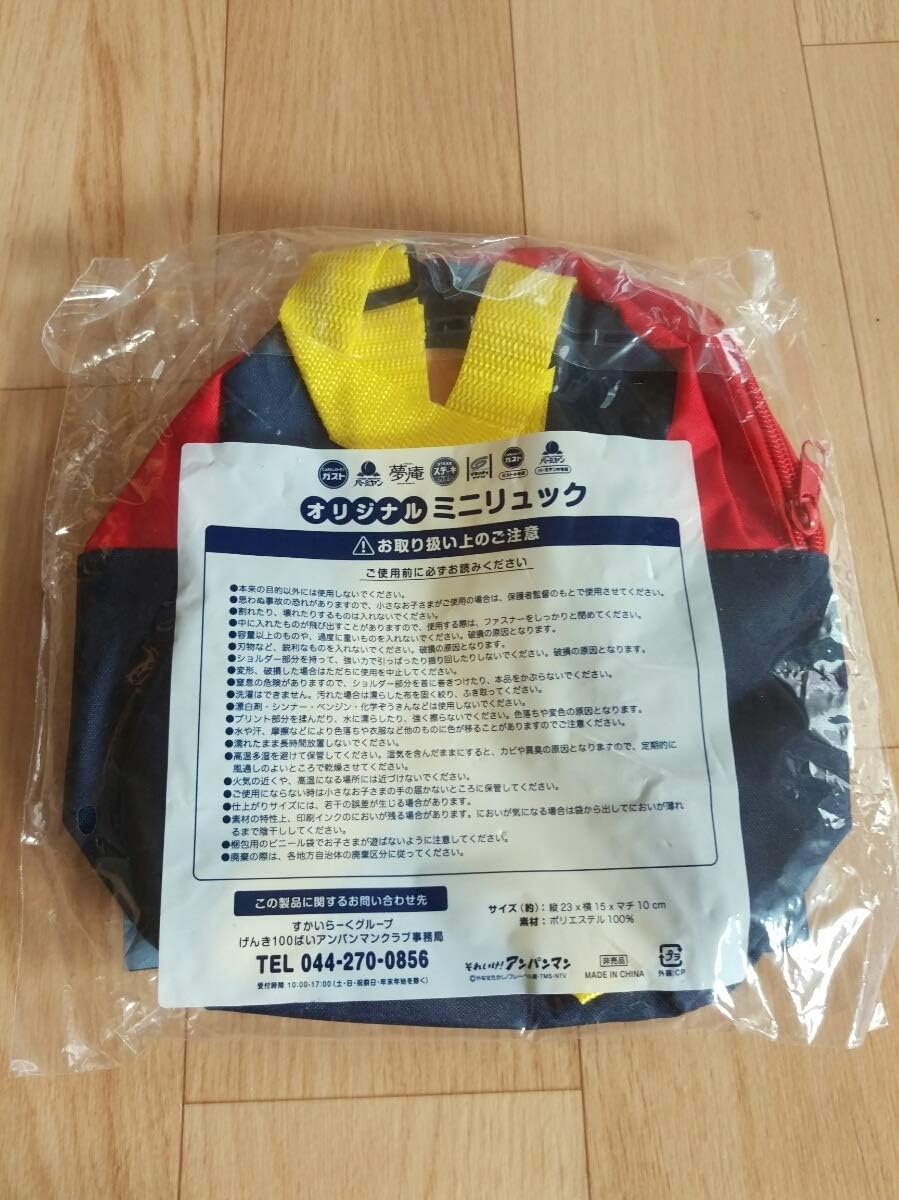 ガスト バーミヤン 夢庵 ステーキ ガスト バーミヤン
オリジナル ミニリュック
お取り扱い上のご注意
ご使用前に必ずお読みください
●本来の目的以外には使用しないでください。
●思わぬ事故の恐れがありますので、小さなお子さまがご使用の場合は、保護者監督のもとで使用させてください。
●割れたり、壊れたりするものは入れないでください。
●中に入れたものが飛び出すことがありますので、使用する際は、ファスナーをしっかりと閉めてください。
●容量以上のものや、過度に重いものを入れないでください。破損の原因となります。
●刃物など、鋭利なものを入れないでください。破損の原因となります。
●ショルダー部分を持って、強い力で引っぱったり振り回したりしないでください。破損の原因となります。
●変形、破損した場合はただちに使用を中止してください。
●窒息の危険がありますので、ショルダー部分を首に巻きつけたり、本品をかぶらないでください。
●洗濯はできません。汚れた場合は濡らした布を固く絞り、ふき取ってください。
●漂白剤・シンナー・ベンジン・化学ぞうきんなどは使用しないでください。
●プリント部分を揉んだり、水に濡らしたり、強く擦らないでください。色落ちや変色の原因となります。
●水や汗、摩擦などにより色落ちや衣服など他のものに色が移ることがありますのでご注意ください。
●濡れたまま長時間放置しないでください。
●高温多湿を避けて保管してください。湿気を含んだままにすると、カビや異臭の原因となりますので、定期的に
風通しのよいところで乾燥させてください。
●火気の近くや、高温になる場所には近づけないでください。
●ご使用にならない時は小さなお子さまの手の届かないところに保管してください。
●仕上がりサイズには、若干の誤差が生じる場合があります。
●素材の特性上、印刷インクのにおいが残る場合があります。においが気になる場合は袋から出してにおいが薄れ
るまで陰干ししてください。
●梱包用のビニール袋でお子さまが遊ばないように注意してください。
●廃棄の際は、各地方自治体の廃棄区分に従ってください。
この製品に関するお問い合わせ先
すかいらーくグループ
げんき100ばいアンパンマンクラブ事務局
TEL 044-270-0856
受付時間 10:00-17:00(土・日・祝祭日・年末年始を除く)
サイズ(約):縦23x横15xマチ10cm
素材:ポリエステル100%
それいけ!アンパンマン
©やなせたかし/フレーベル館・TMS・NTV
非売品
MADE IN CHINA
プラ
外装:CP